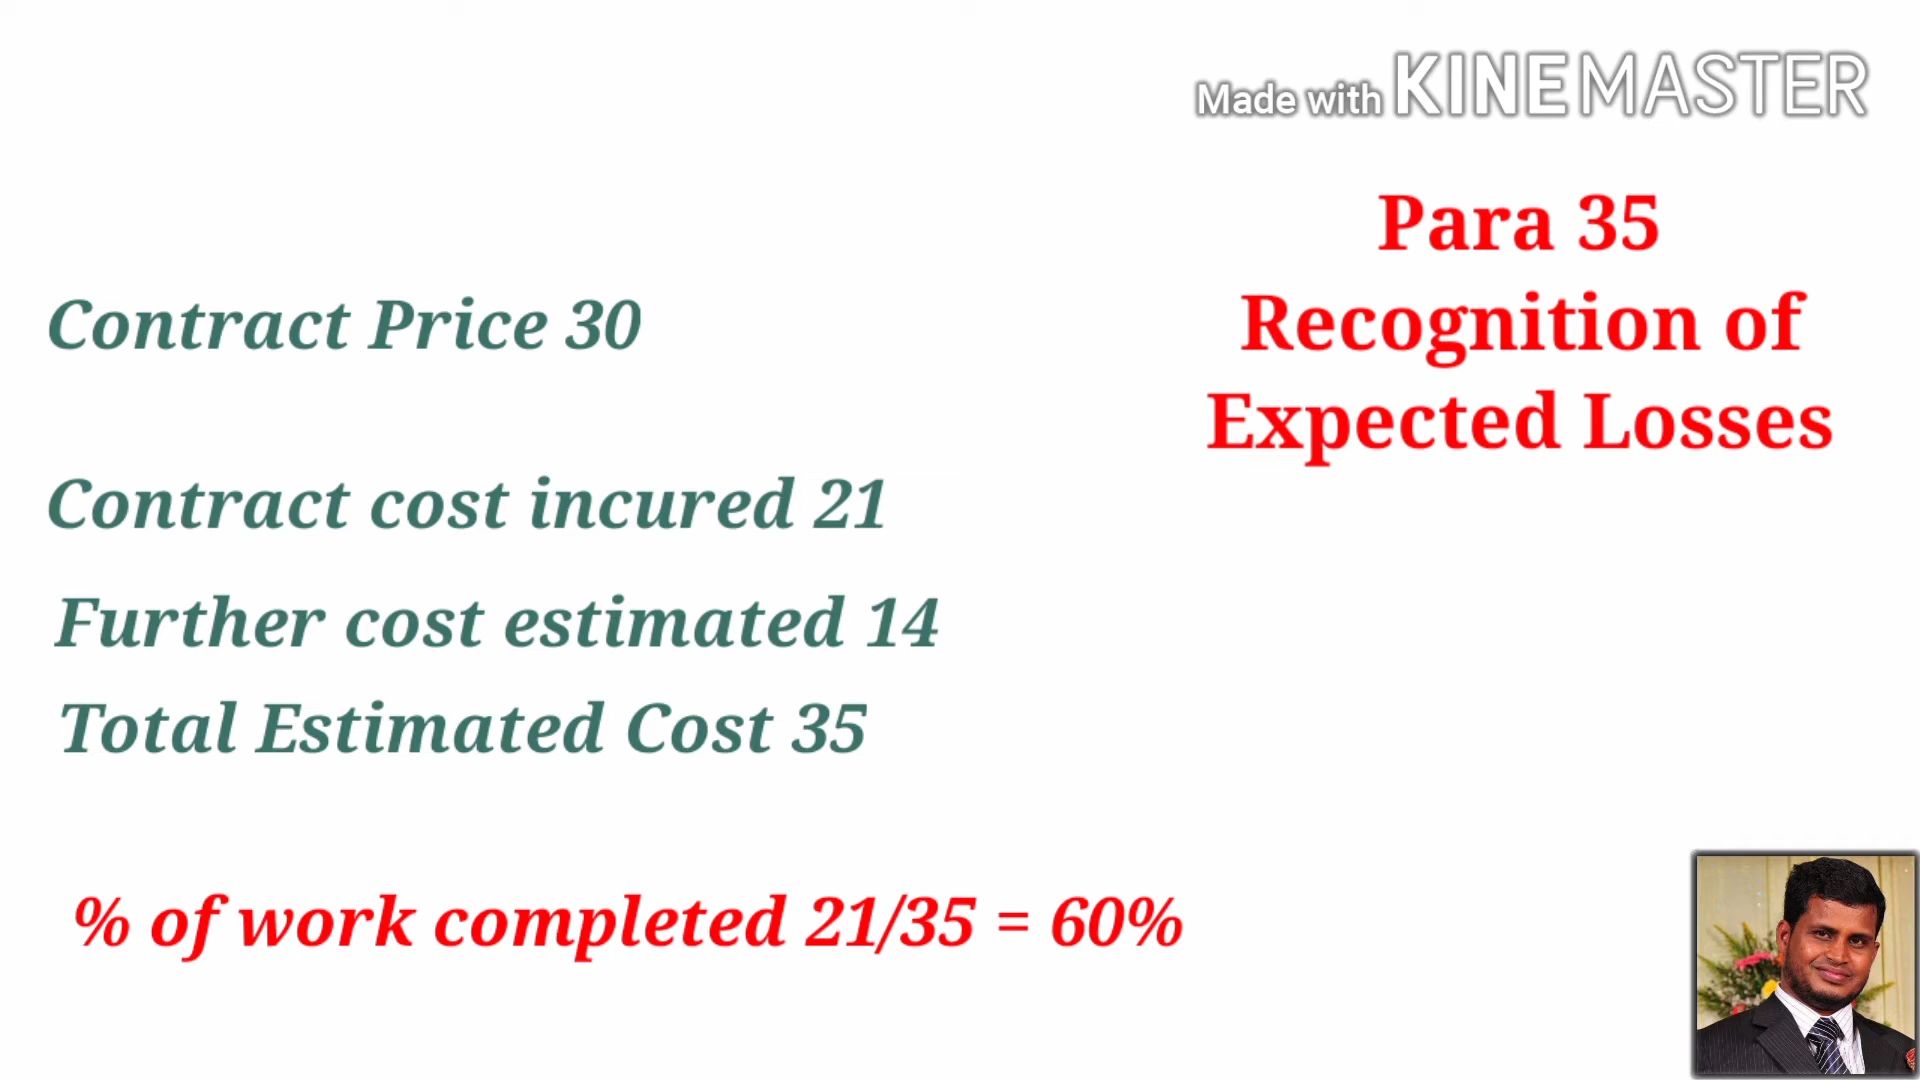 Made with KINEMASTER
Para 35
Recognition of
Expected Losses
Contract Price 30
Contract cost incured 21
Further cost estimated 14
Total Estimated Cost 35
% of work completed 21/35 = 60%